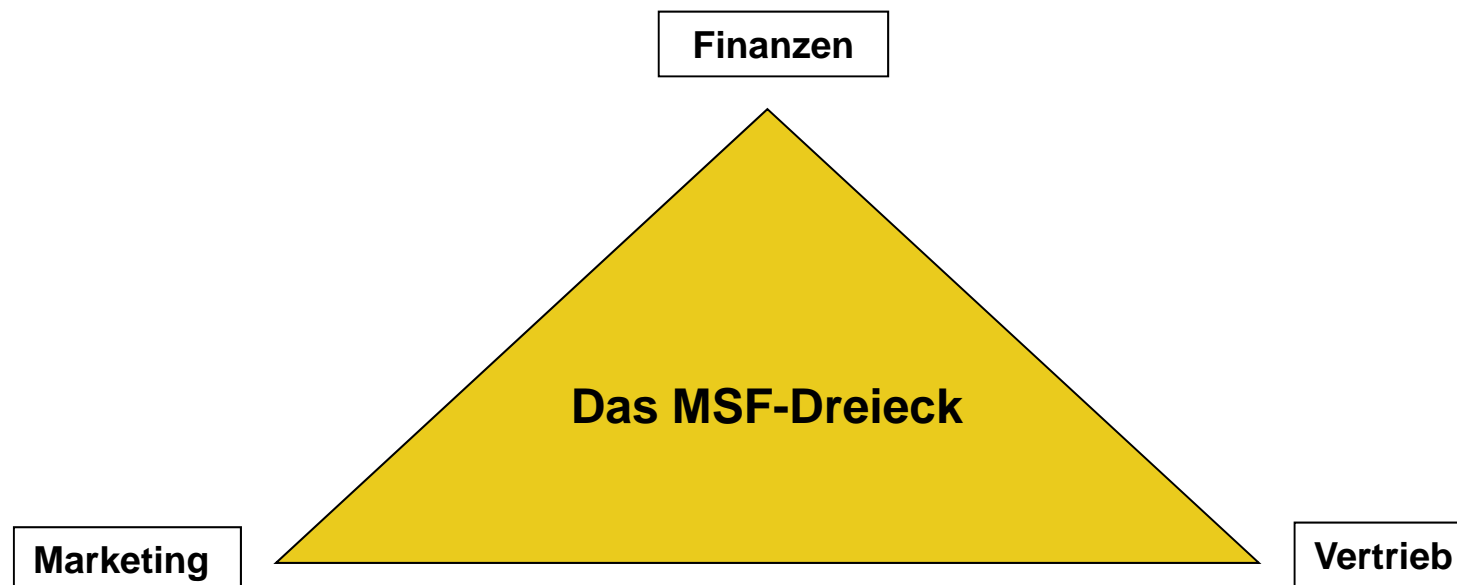 Finanzen
Das MSF-Dreieck
Marketing
Vertrieb